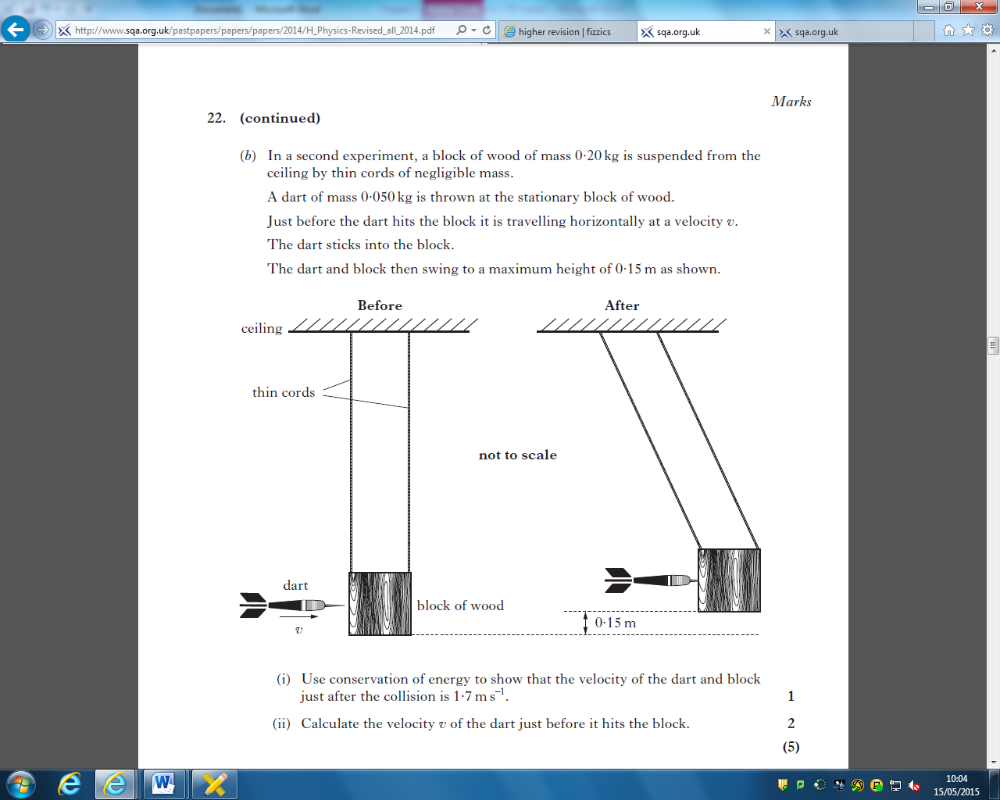 http://www.sqa.org.uk/pastpapers/papers/papers/2014/H_Physics-Revised_all_2014.pdf
higher revision | fizzics
sqa.org.uk
sqa.org.uk
Marks
22. (continued)
(b) In a second experiment, a block of wood of mass 0·20 kg is suspended from the
ceiling by thin cords of negligible mass.
A dart of mass 0·050 kg is thrown at the stationary block of wood.
Just before the dart hits the block it is travelling horizontally at a velocity v.
The dart sticks into the block.
The dart and block then swing to a maximum height of 0·15 m as shown.
Before
After
ceiling
thin cords
not to scale
dart
block of wood
v
0·15 m
(i) Use conservation of energy to show that the velocity of the dart and block
just after the collision is 1·7 m s⁻¹.
1
(ii) Calculate the velocity v of the dart just before it hits the block.
2
(5)
10:04
15/05/2015